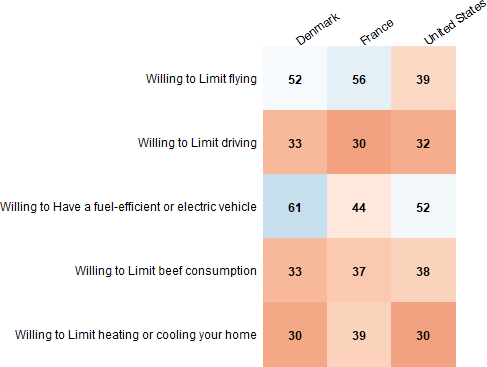 Denmark France United States
Willing to Limit flying 52 56 39
Willing to Limit driving 33 30 32
Willing to Have a fuel-efficient or electric vehicle 61 44 52
Willing to Limit beef consumption 33 37 38
Willing to Limit heating or cooling your home 30 39 30